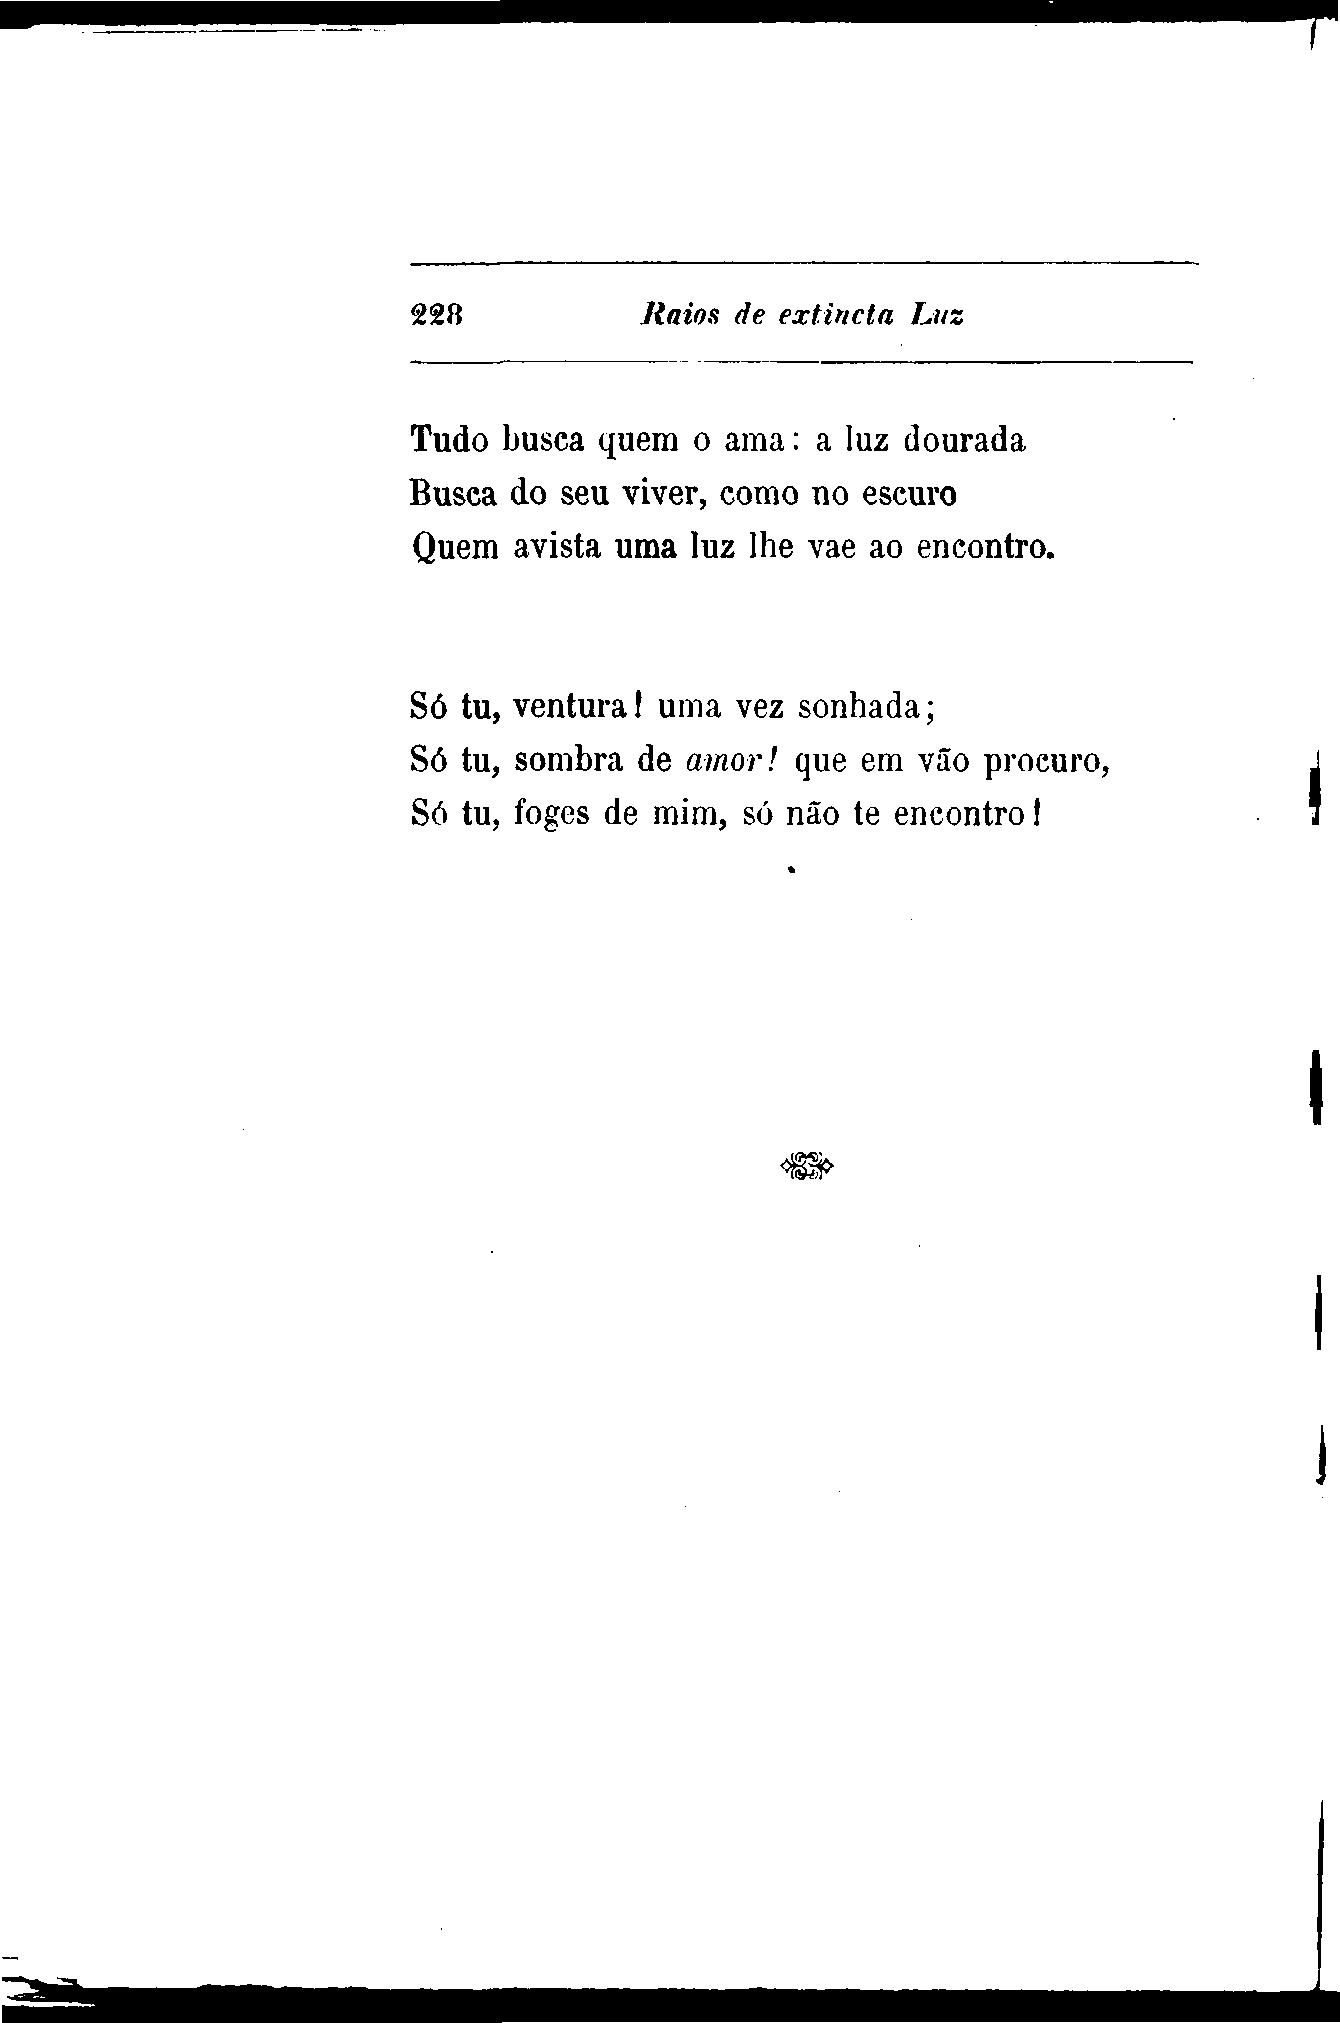 228 Raios de extincta Luz
Tudo busca quem o ama: a luz dourada
Busca do seu viver, como no escuro
Quem avista uma luz lhe vae ao encontro.
Só tu, ventura! uma vez sonhada;
Só tu, sombra de amor! que em vão procuro,
Só tu, foges de mim, só não te encontro!